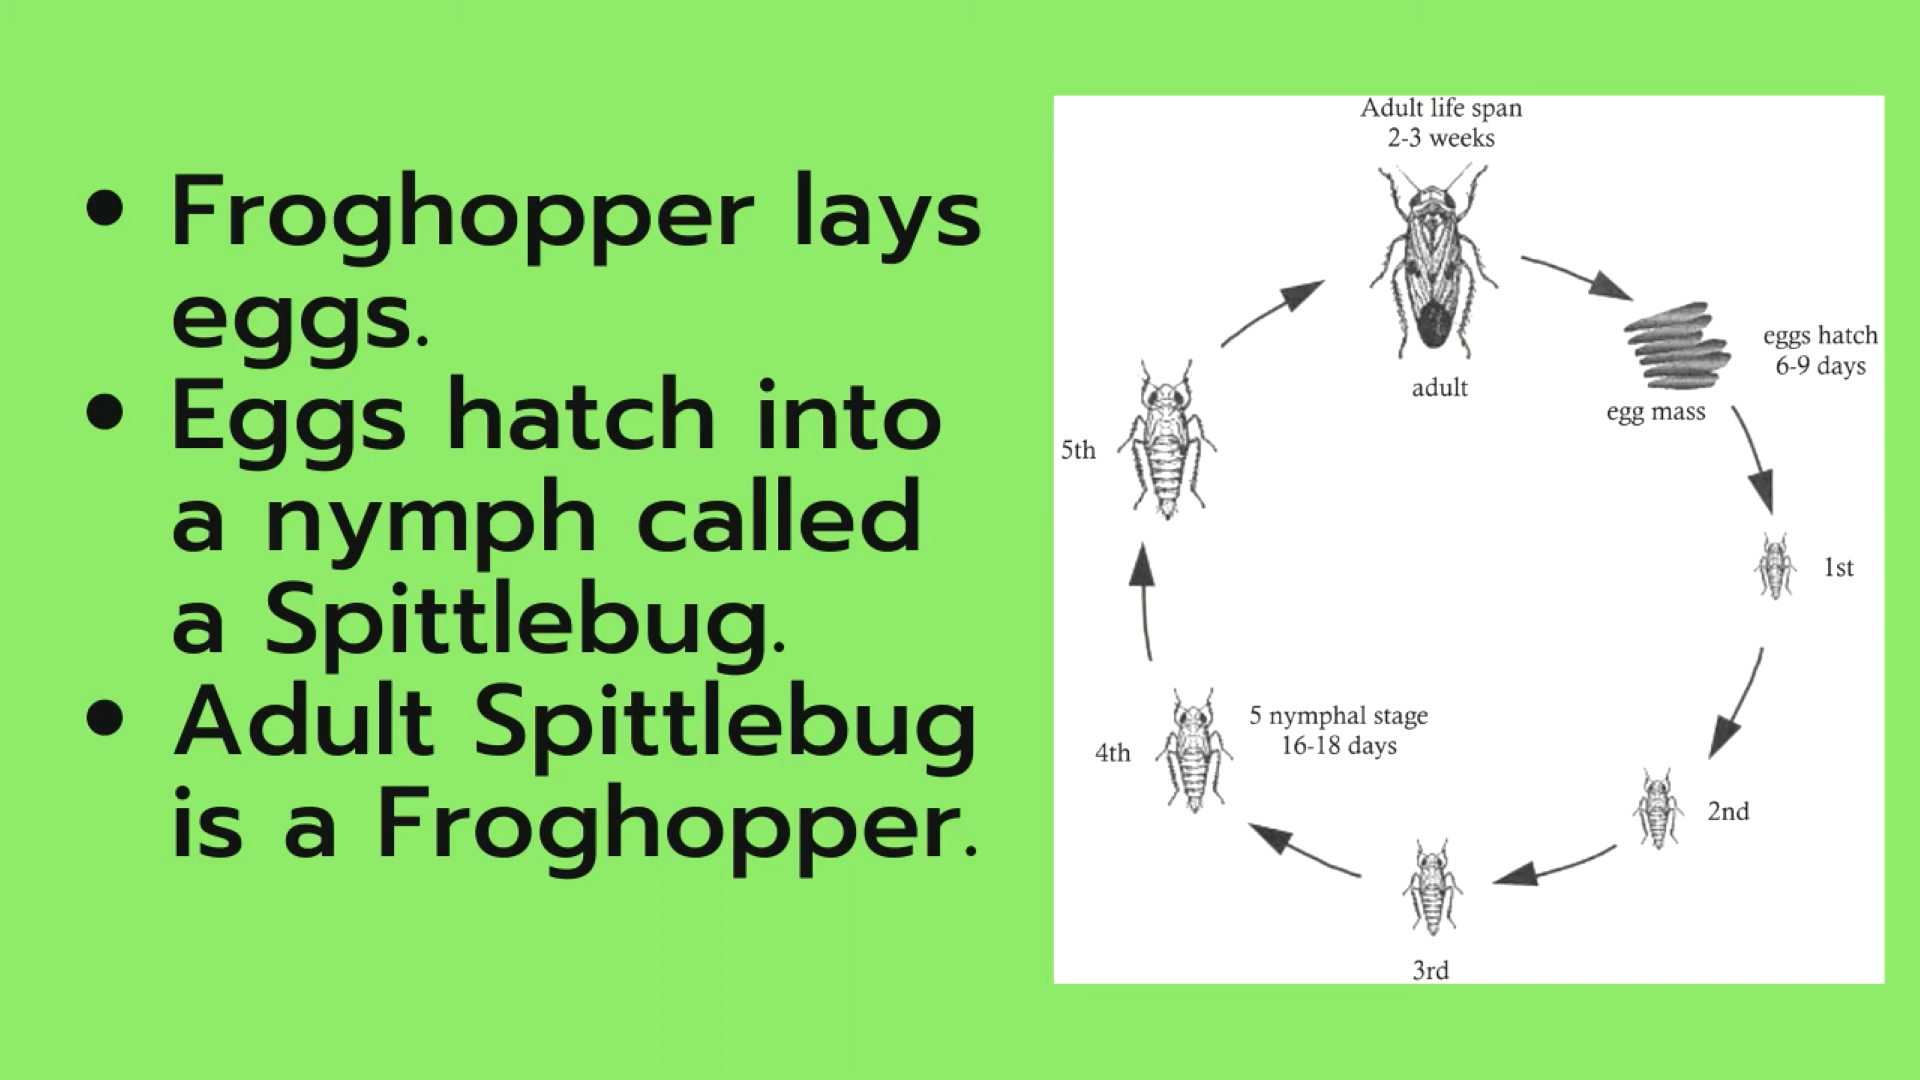 • Froghopper lays
eggs.
• Eggs hatch into
a nymph called
a Spittlebug.
• Adult Spittlebug
is a Froghopper.
Adult life span
2-3 weeks
adult
eggs hatch
6-9 days
egg mass
1st
2nd
3rd
4th
5 nymphal stage
16-18 days
5th